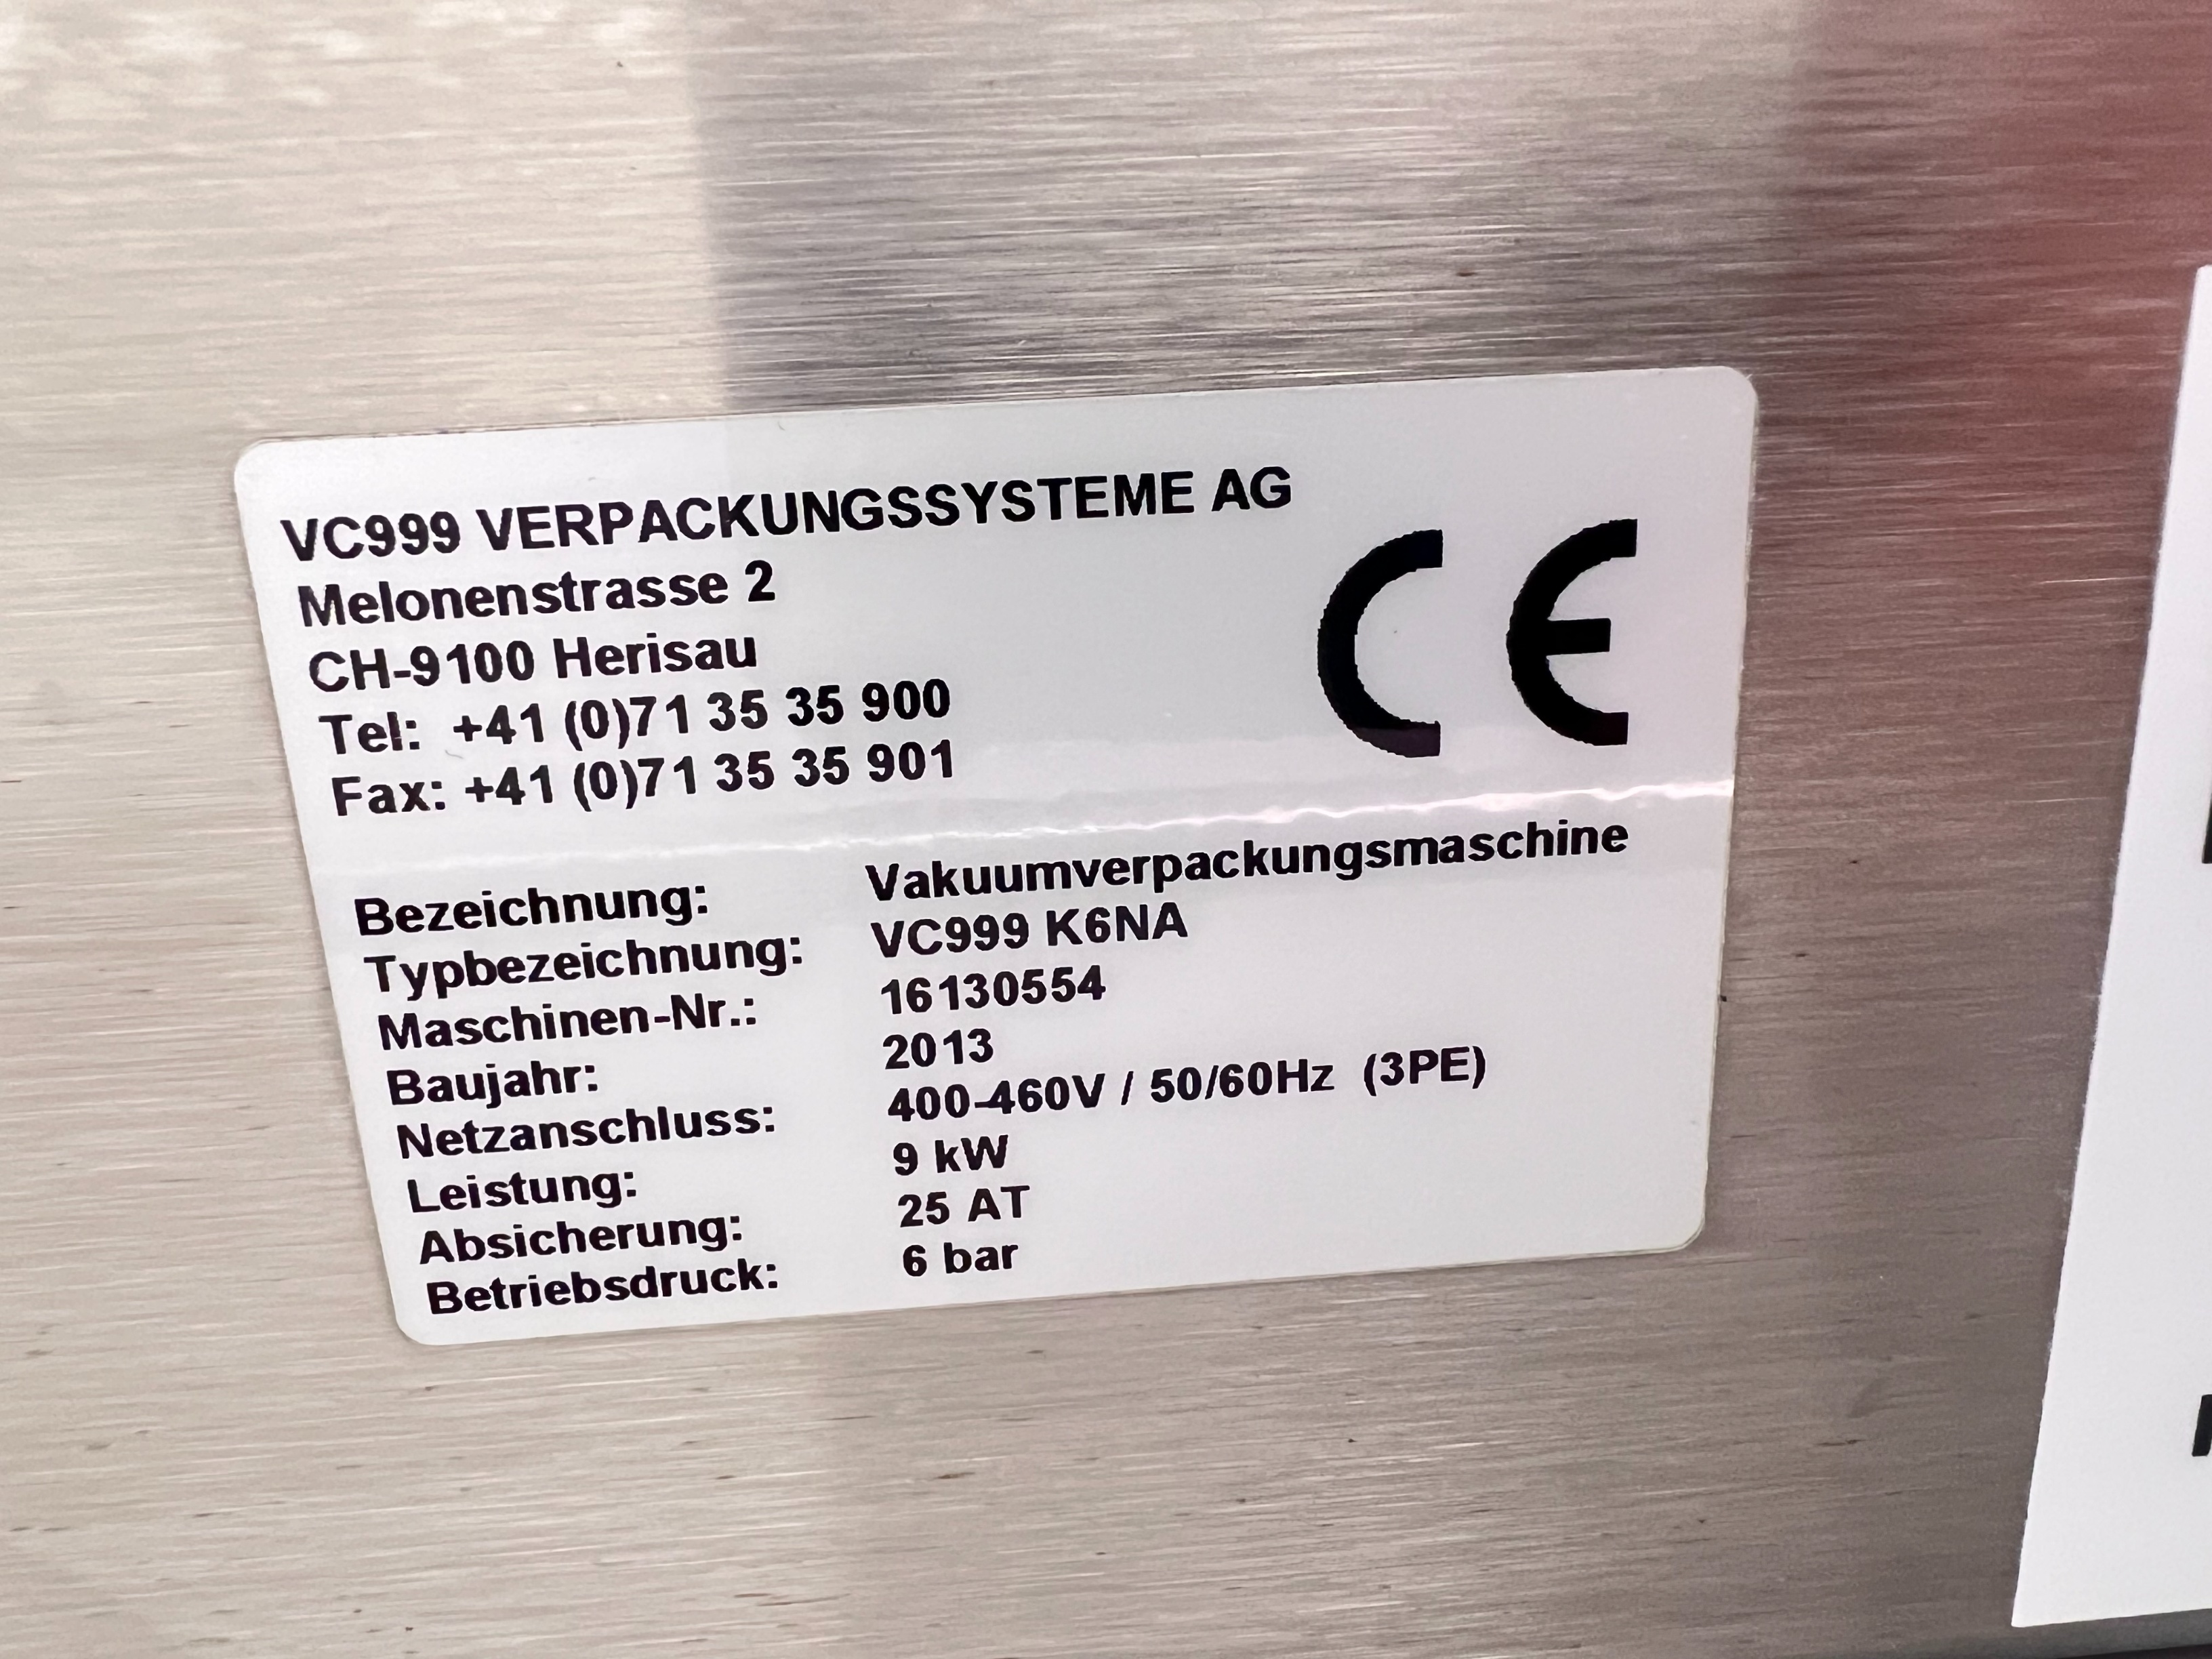 VC999 VERPACKUNGSSYSTEME AG
Melonenstrasse 2
CH-9100 Herisau
Tel: +41 (0)71 35 35 900
Fax: +41 (0)71 35 35 901
CE
Bezeichnung: Vakuumverpackungsmaschine
Typbezeichnung: VC999 K6NA
Maschinen-Nr.: 16130554
Baujahr: 2013
Netzanschluss: 400-460V / 50/60Hz (3PE)
Leistung: 9 kW
Absicherung: 25 AT
Betriebsdruck: 6 bar